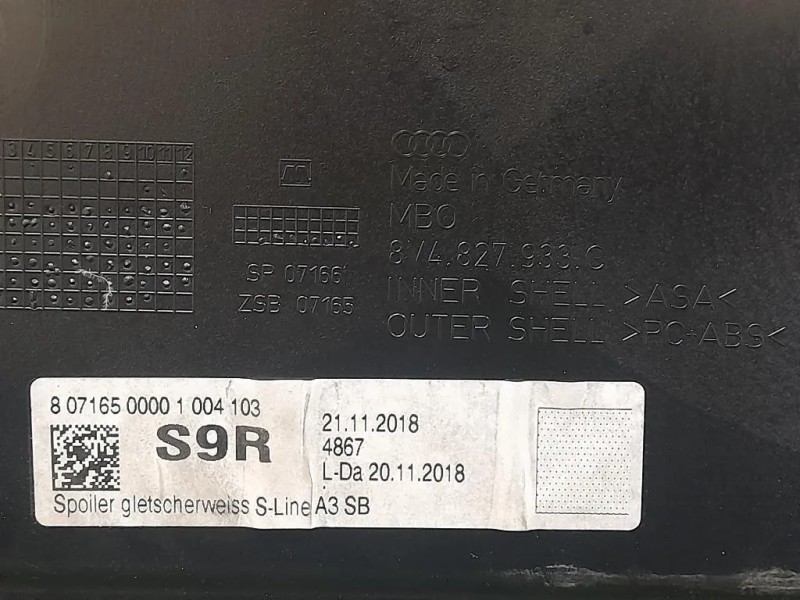 3 4 5 6 7 8 9 10 11 12
Made in Germany
MBO
8V4.827.933.C
SP 07166
ZSB 07165
INNER SHELL >ASA<
OUTER SHELL >PC+ABS<
8 07165 0000 1 004 103
S9R
21.11.2018
4867
L-Da 20.11.2018
Spoiler gletscherweiss S-Line A3 SB